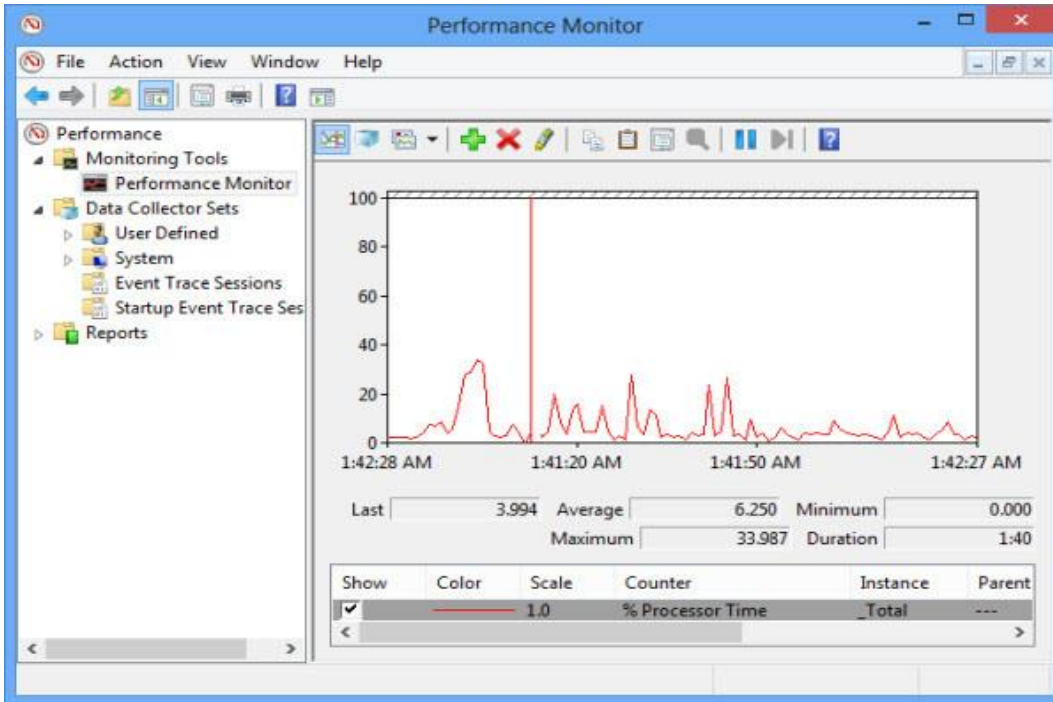 Performance Monitor
File Action View Window Help
Performance
Monitoring Tools
Performance Monitor
Data Collector Sets
User Defined
System
Event Trace Sessions
Startup Event Trace Ses
Reports
100
80
60
40
20
0
1:42:28 AM 1:41:20 AM 1:41:50 AM 1:42:27 AM
Last 3.994 Average 6.250 Minimum 0.000
Maximum 33.987 Duration 1:40
Show Color Scale Counter Instance Parent
1.0 % Processor Time _Total ---